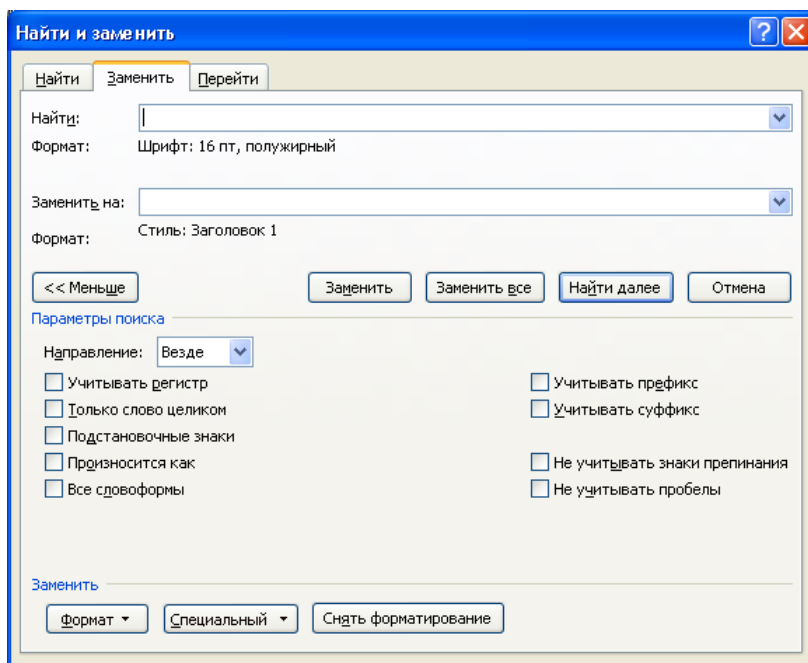 Найти и заменить
Найти Заменить Перейти
Найти:
Формат: Шрифт: 16 пт, полужирный
Заменить на:
Формат: Стиль: Заголовок 1
<< Меньше Заменить Заменить все Найти далее Отмена
Параметры поиска
Направление: Везде
Учитывать регистр Учитывать префикс
Только слово целиком Учитывать суффикс
Подстановочные знаки
Произносится как Не учитывать знаки препинания
Все словоформы Не учитывать пробелы
Заменить
Формат Специальный Снять форматирование